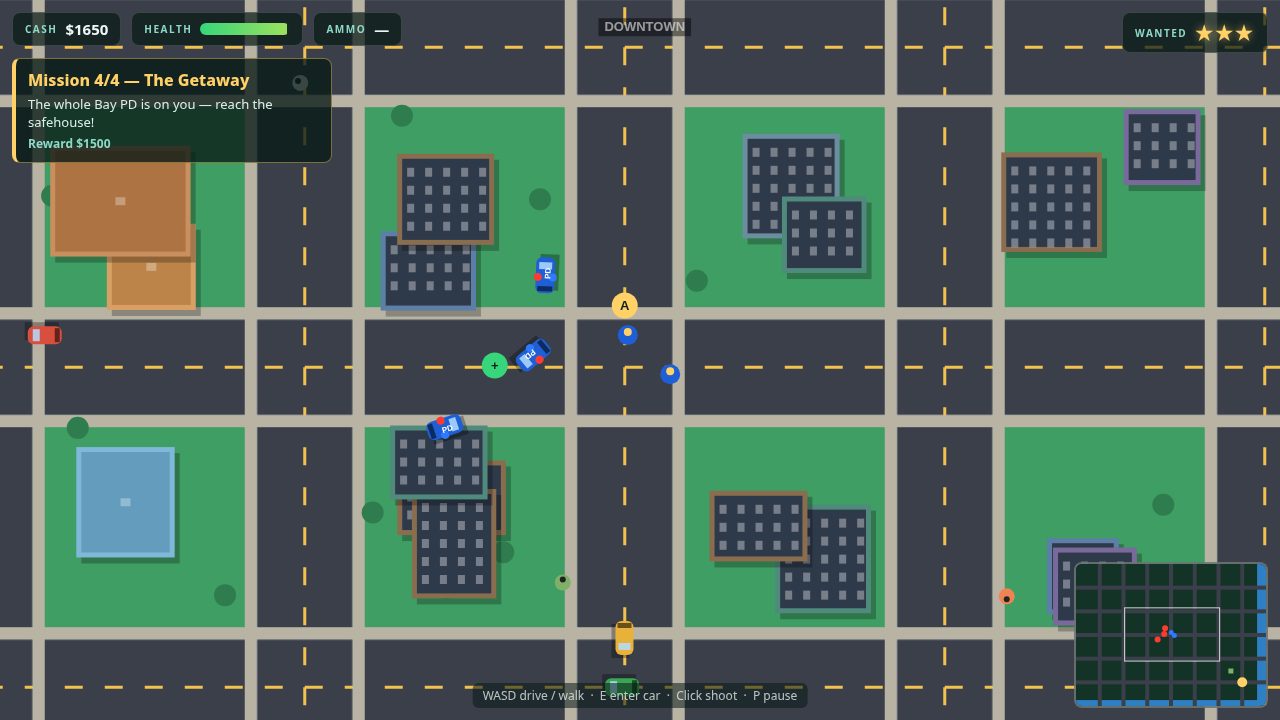 CASH $1650
HEALTH
AMMO —
DOWNTOWN
WANTED ★★★
Mission 4/4 — The Getaway
The whole Bay PD is on you — reach the
safehouse!
Reward $1500
PD
A
+
PD
PD
WASD drive / walk · E enter car · Click shoot · P pause